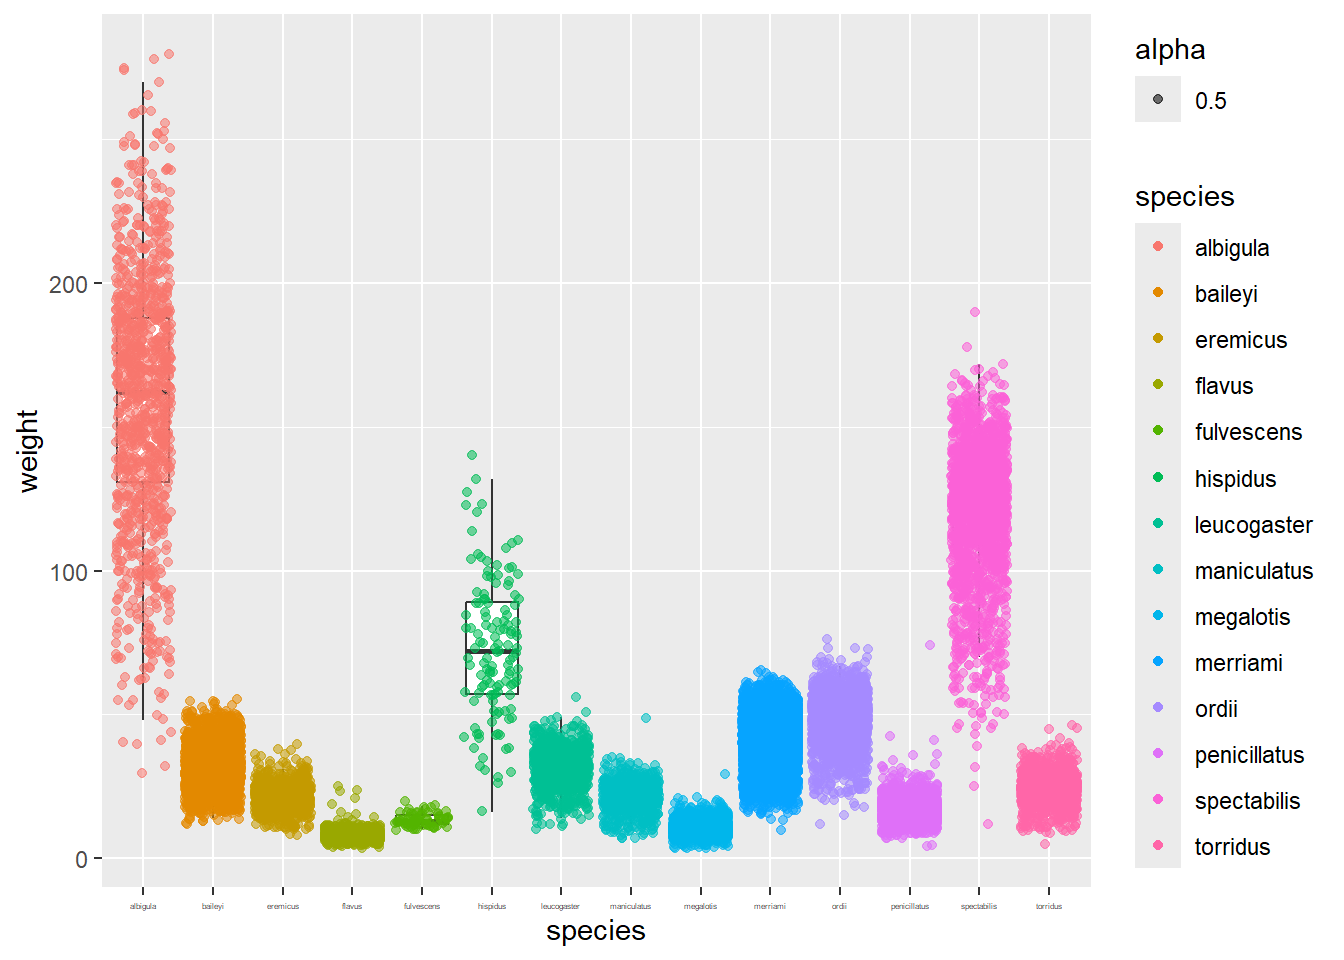 alpha
0.5
species
albigula
baileyi
eremicus
flavus
fulvescens
hispidus
leucogaster
maniculatus
megalotis
merriami
ordii
penicillatus
spectabilis
torridus
weight
200
100
0
albigula baileyi eremicus flavus fulvescens hispidus leucogaster maniculatus megalotis merriami ordii penicillatus spectabilis torridus
species